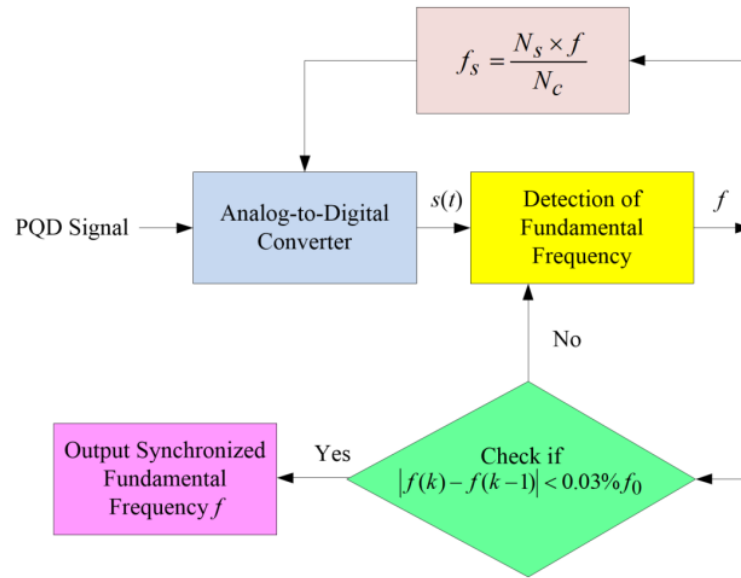 f_s = \frac{N_s × f}{N_c}
PQD Signal
Analog-to-Digital
Converter
s(t)
Detection of
Fundamental
Frequency
f
No
Check if
|f(k)−f(k−1)| < 0.03% f_0
Yes
Output Synchronized
Fundamental
Frequency f